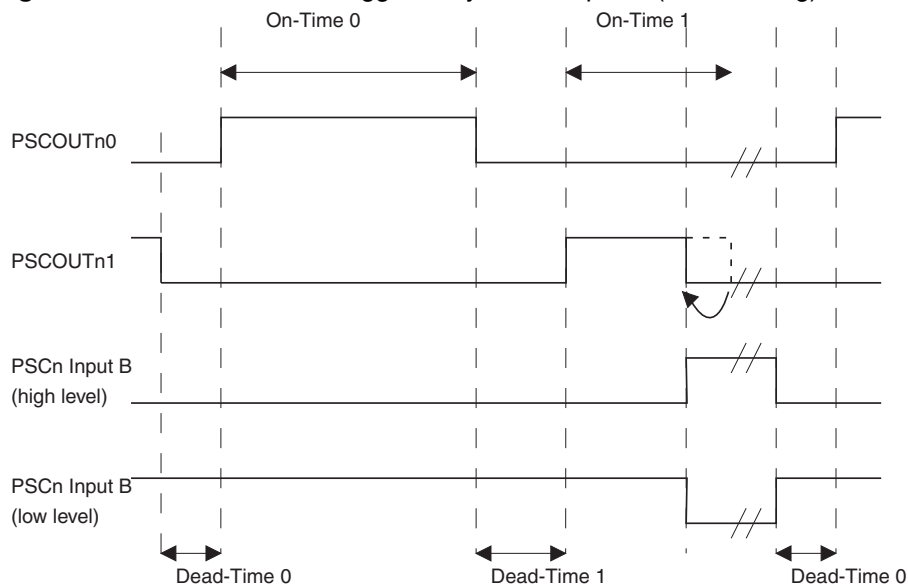 On-Time 0
On-Time 1
PSCOUTn0
PSCOUTn1
PSCn Input B
(high level)
PSCn Input B
(low level)
Dead-Time 0
Dead-Time 1
Dead-Time 0